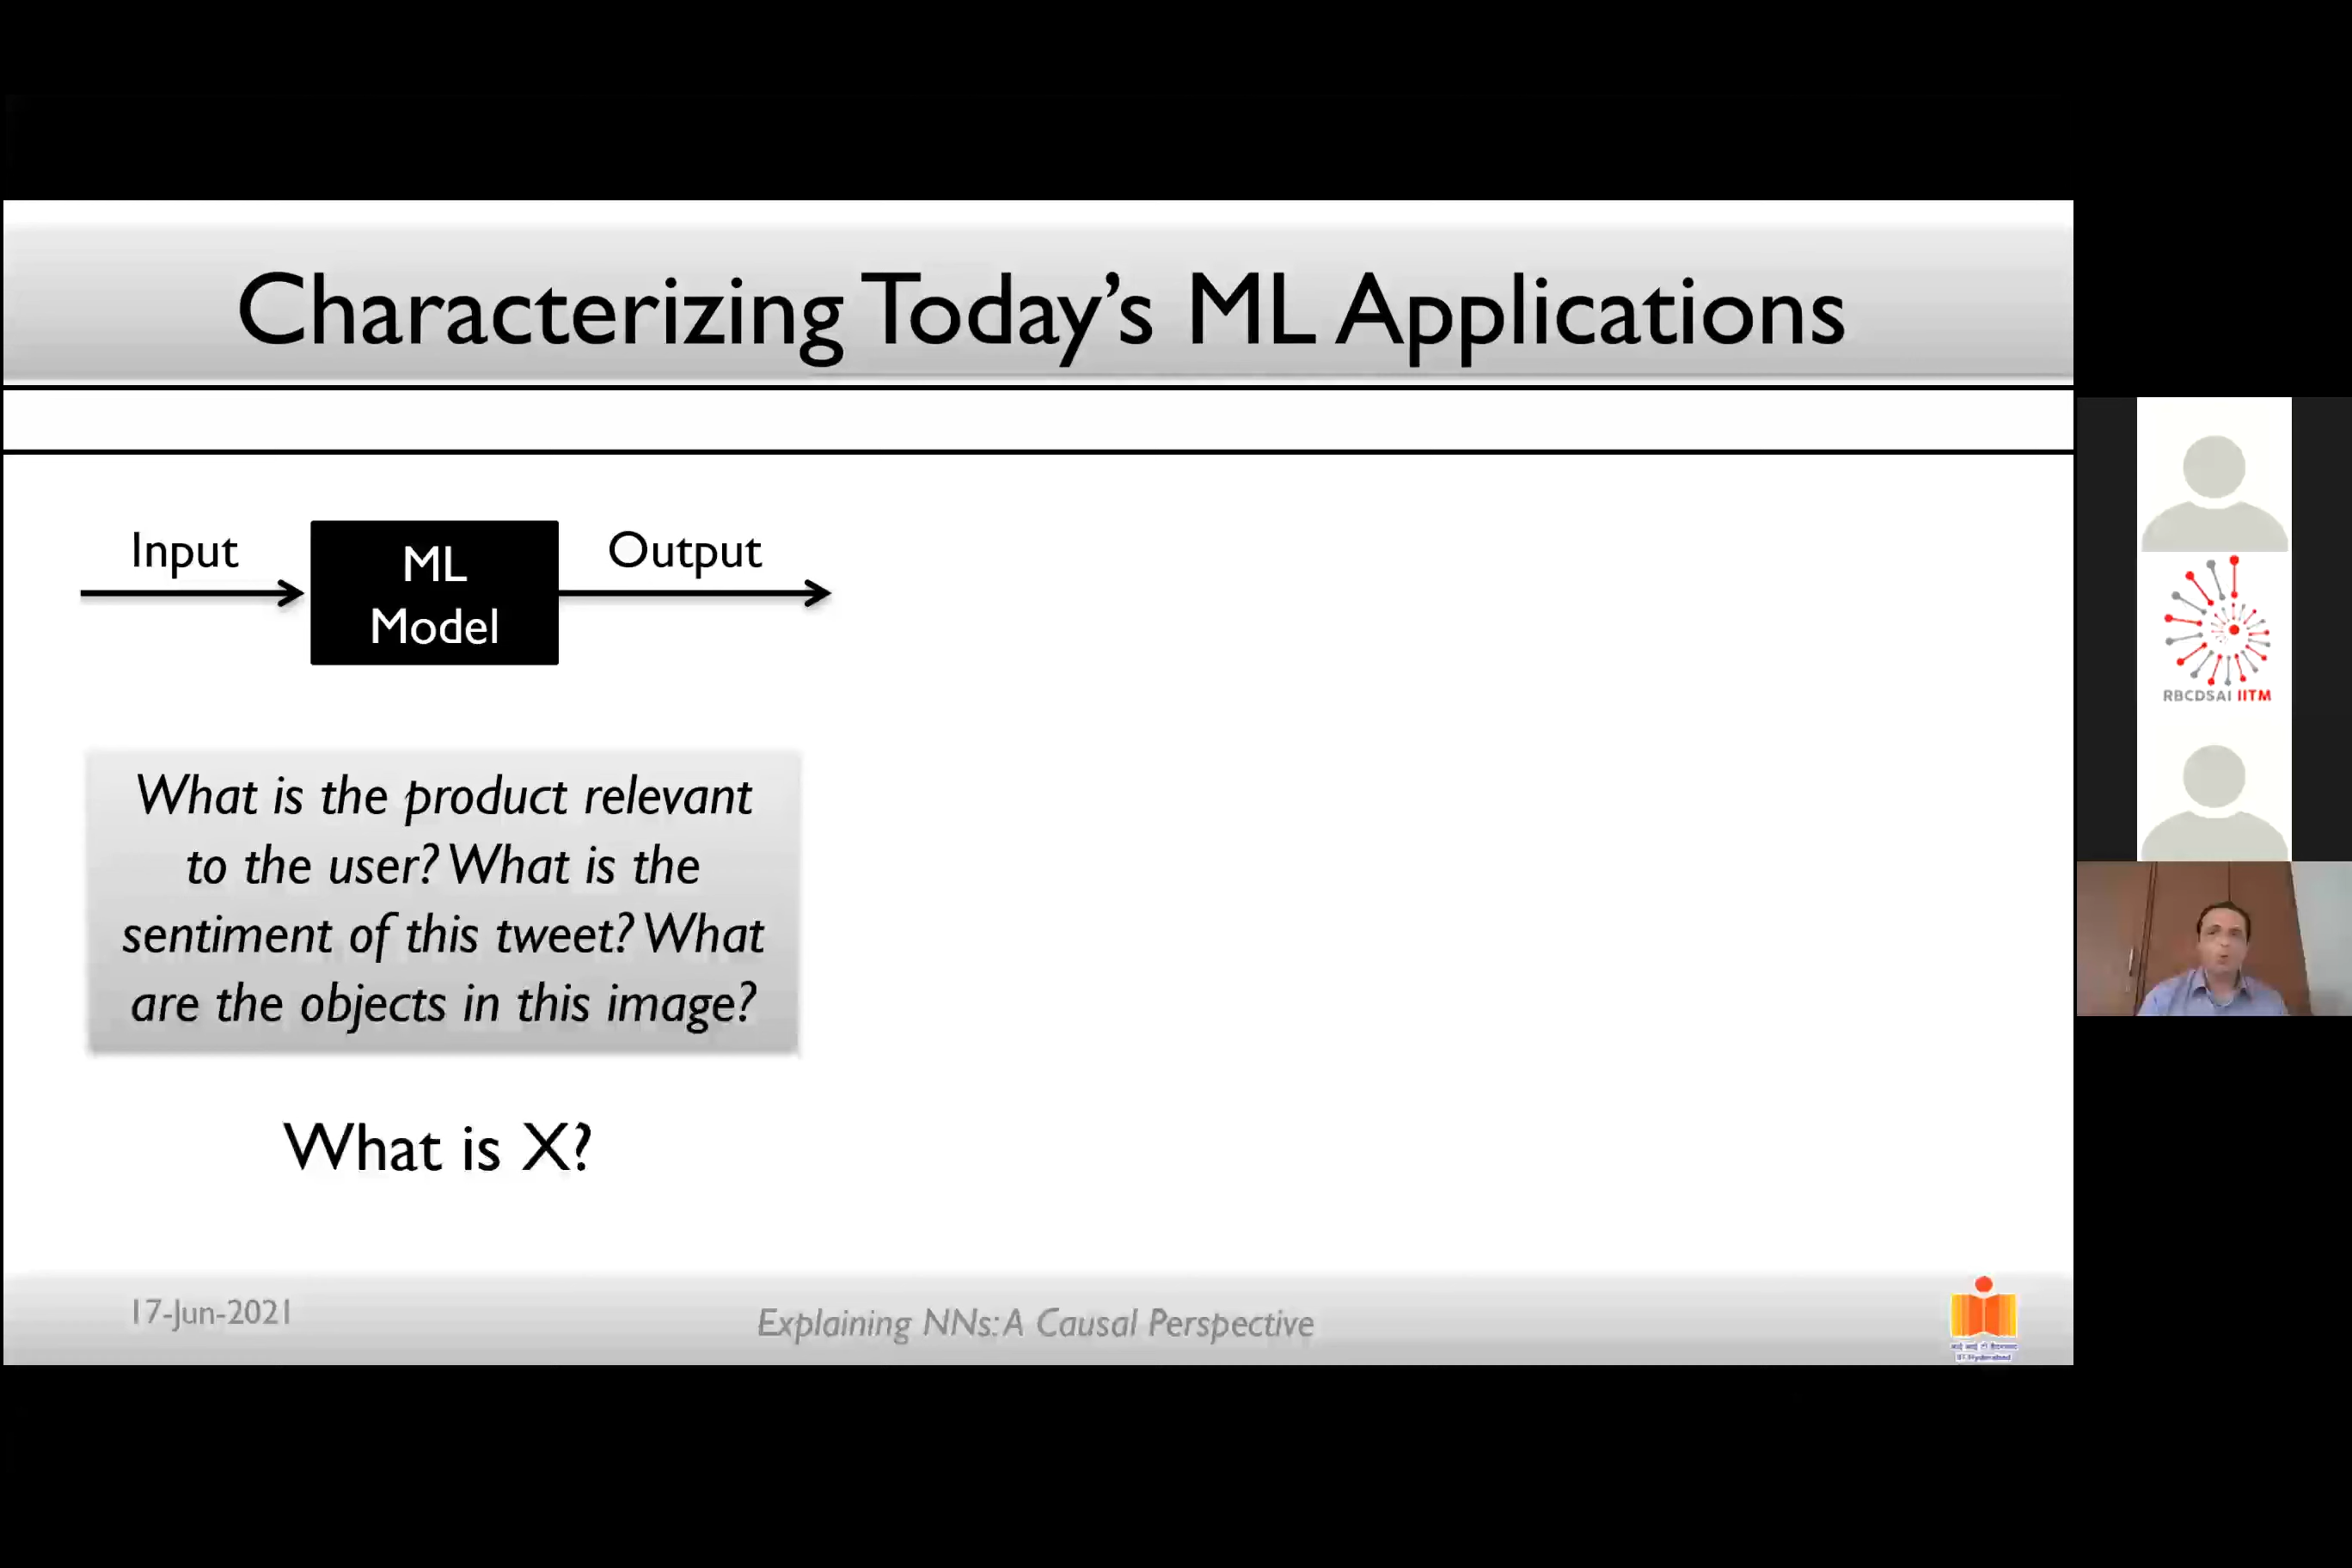 Characterizing Today's ML Applications
Input
ML
Model
Output
What is the product relevant
to the user? What is the
sentiment of this tweet? What
are the objects in this image?
What is X?
17-Jun-2021
Explaining NNs: A Causal Perspective
RBCDSAI IITM